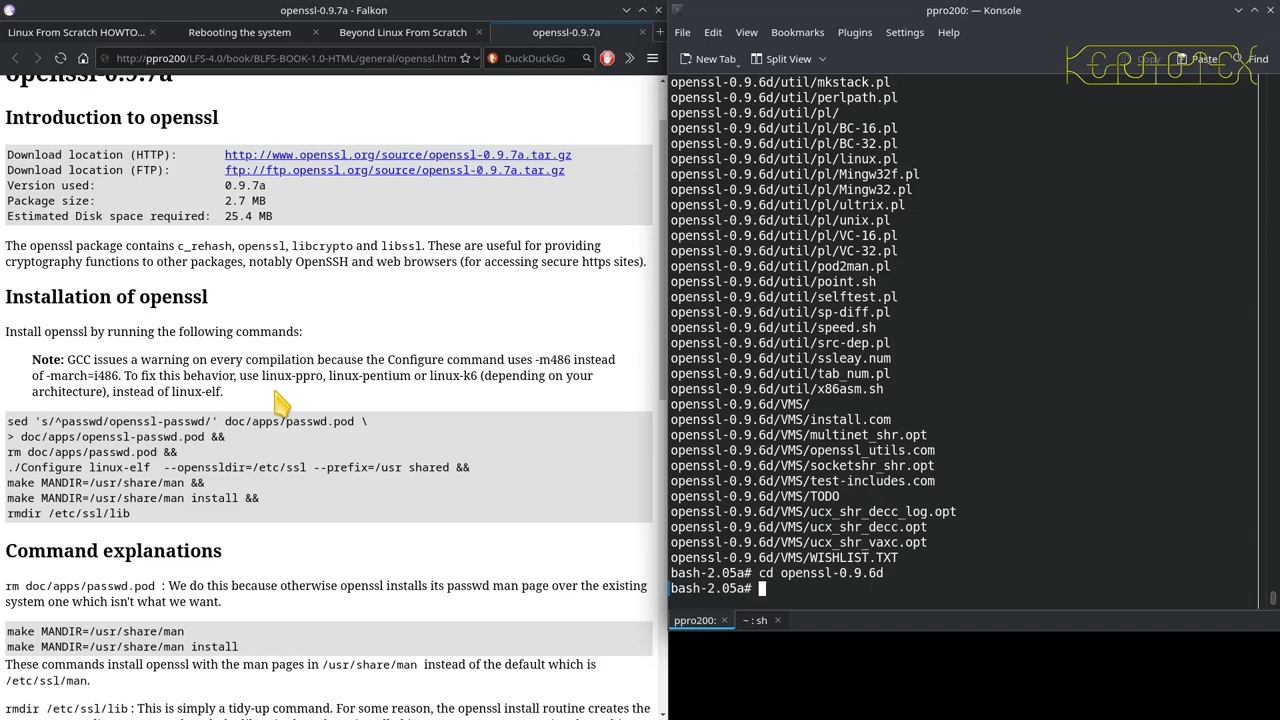 openssl-0.9.7a - Falkon
Linux From Scratch HOWTO...
Rebooting the system
Beyond Linux From Scratch
openssl-0.9.7a
http://ppro200/LFS-4.0/book/BLFS-BOOK-1.0-HTML/general/openssl.htm
DuckDuckGo
openssl-0.9.7a
Introduction to openssl
Download location (HTTP): http://www.openssl.org/source/openssl-0.9.7a.tar.gz
Download location (FTP): ftp://ftp.openssl.org/source/openssl-0.9.7a.tar.gz
Version used: 0.9.7a
Package size: 2.7 MB
Estimated Disk space required: 25.4 MB
The openssl package contains c_rehash, openssl, libcrypto and libssl. These are useful for providing
cryptography functions to other packages, notably OpenSSH and web browsers (for accessing secure https sites).
Installation of openssl
Install openssl by running the following commands:
Note: GCC issues a warning on every compilation because the Configure command uses -m486 instead
of -march=i486. To fix this behavior, use linux-ppro, linux-pentium or linux-k6 (depending on your
architecture), instead of linux-elf.
sed 's/^passwd/openssl-passwd/' doc/apps/passwd.pod \
> doc/apps/openssl-passwd.pod &&
rm doc/apps/passwd.pod &&
./Configure linux-elf  --openssldir=/etc/ssl --prefix=/usr shared &&
make MANDIR=/usr/share/man &&
make MANDIR=/usr/share/man install &&
rmdir /etc/ssl/lib
Command explanations
rm doc/apps/passwd.pod : We do this because otherwise openssl installs its passwd man page over the existing
system one which isn't what we want.
make MANDIR=/usr/share/man
make MANDIR=/usr/share/man install
These commands install openssl with the man pages in /usr/share/man instead of the default which is
/etc/ssl/man.
rmdir /etc/ssl/lib : This is simply a tidy-up command. For some reason, the openssl install routine creates the
ppro200: — Konsole
File Edit View Bookmarks Plugins Settings Help
New Tab Split View Copy Paste Find
openssl-0.9.6d/util/mkstack.pl
openssl-0.9.6d/util/perlpath.pl
openssl-0.9.6d/util/pl/
openssl-0.9.6d/util/pl/BC-16.pl
openssl-0.9.6d/util/pl/BC-32.pl
openssl-0.9.6d/util/pl/linux.pl
openssl-0.9.6d/util/pl/Mingw32f.pl
openssl-0.9.6d/util/pl/Mingw32.pl
openssl-0.9.6d/util/pl/ultrix.pl
openssl-0.9.6d/util/pl/unix.pl
openssl-0.9.6d/util/pl/VC-16.pl
openssl-0.9.6d/util/pl/VC-32.pl
openssl-0.9.6d/util/pod2man.pl
openssl-0.9.6d/util/point.sh
openssl-0.9.6d/util/selftest.pl
openssl-0.9.6d/util/sp-diff.pl
openssl-0.9.6d/util/speed.sh
openssl-0.9.6d/util/src-dep.pl
openssl-0.9.6d/util/ssleay.num
openssl-0.9.6d/util/tab_num.pl
openssl-0.9.6d/util/x86asm.sh
openssl-0.9.6d/VMS/
openssl-0.9.6d/VMS/install.com
openssl-0.9.6d/VMS/multinet_shr.opt
openssl-0.9.6d/VMS/openssl_utils.com
openssl-0.9.6d/VMS/socketshr_shr.opt
openssl-0.9.6d/VMS/test-includes.com
openssl-0.9.6d/VMS/TODO
openssl-0.9.6d/VMS/ucx_shr_decc_log.opt
openssl-0.9.6d/VMS/ucx_shr_decc.opt
openssl-0.9.6d/VMS/ucx_shr_vaxc.opt
openssl-0.9.6d/VMS/WISHLIST.TXT
bash-2.05a# cd openssl-0.9.6d
bash-2.05a#
ppro200:
~ : sh